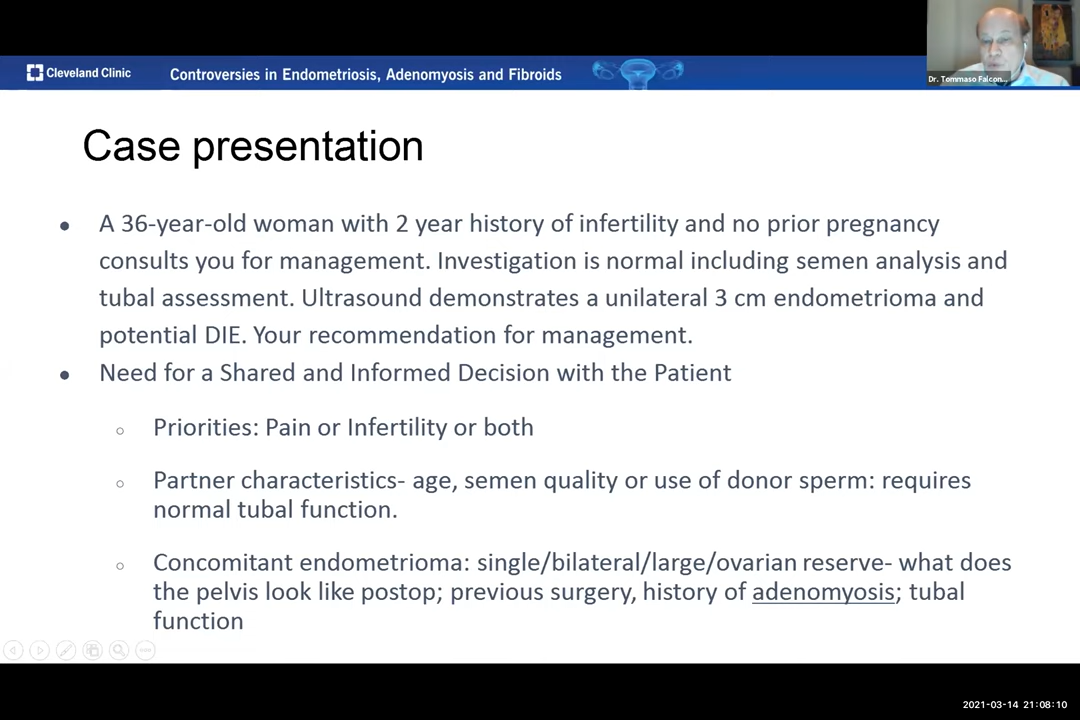 Cleveland Clinic
Controversies in Endometriosis, Adenomyosis and Fibroids
Dr. Tommaso Falcon...
Case presentation
• A 36-year-old woman with 2 year history of infertility and no prior pregnancy
consults you for management. Investigation is normal including semen analysis and
tubal assessment. Ultrasound demonstrates a unilateral 3 cm endometrioma and
potential DIE. Your recommendation for management.
• Need for a Shared and Informed Decision with the Patient
○ Priorities: Pain or Infertility or both
○ Partner characteristics- age, semen quality or use of donor sperm: requires
normal tubal function.
○ Concomitant endometrioma: single/bilateral/large/ovarian reserve- what does
the pelvis look like postop; previous surgery, history of adenomyosis; tubal
function
2021-03-14 21:08:10